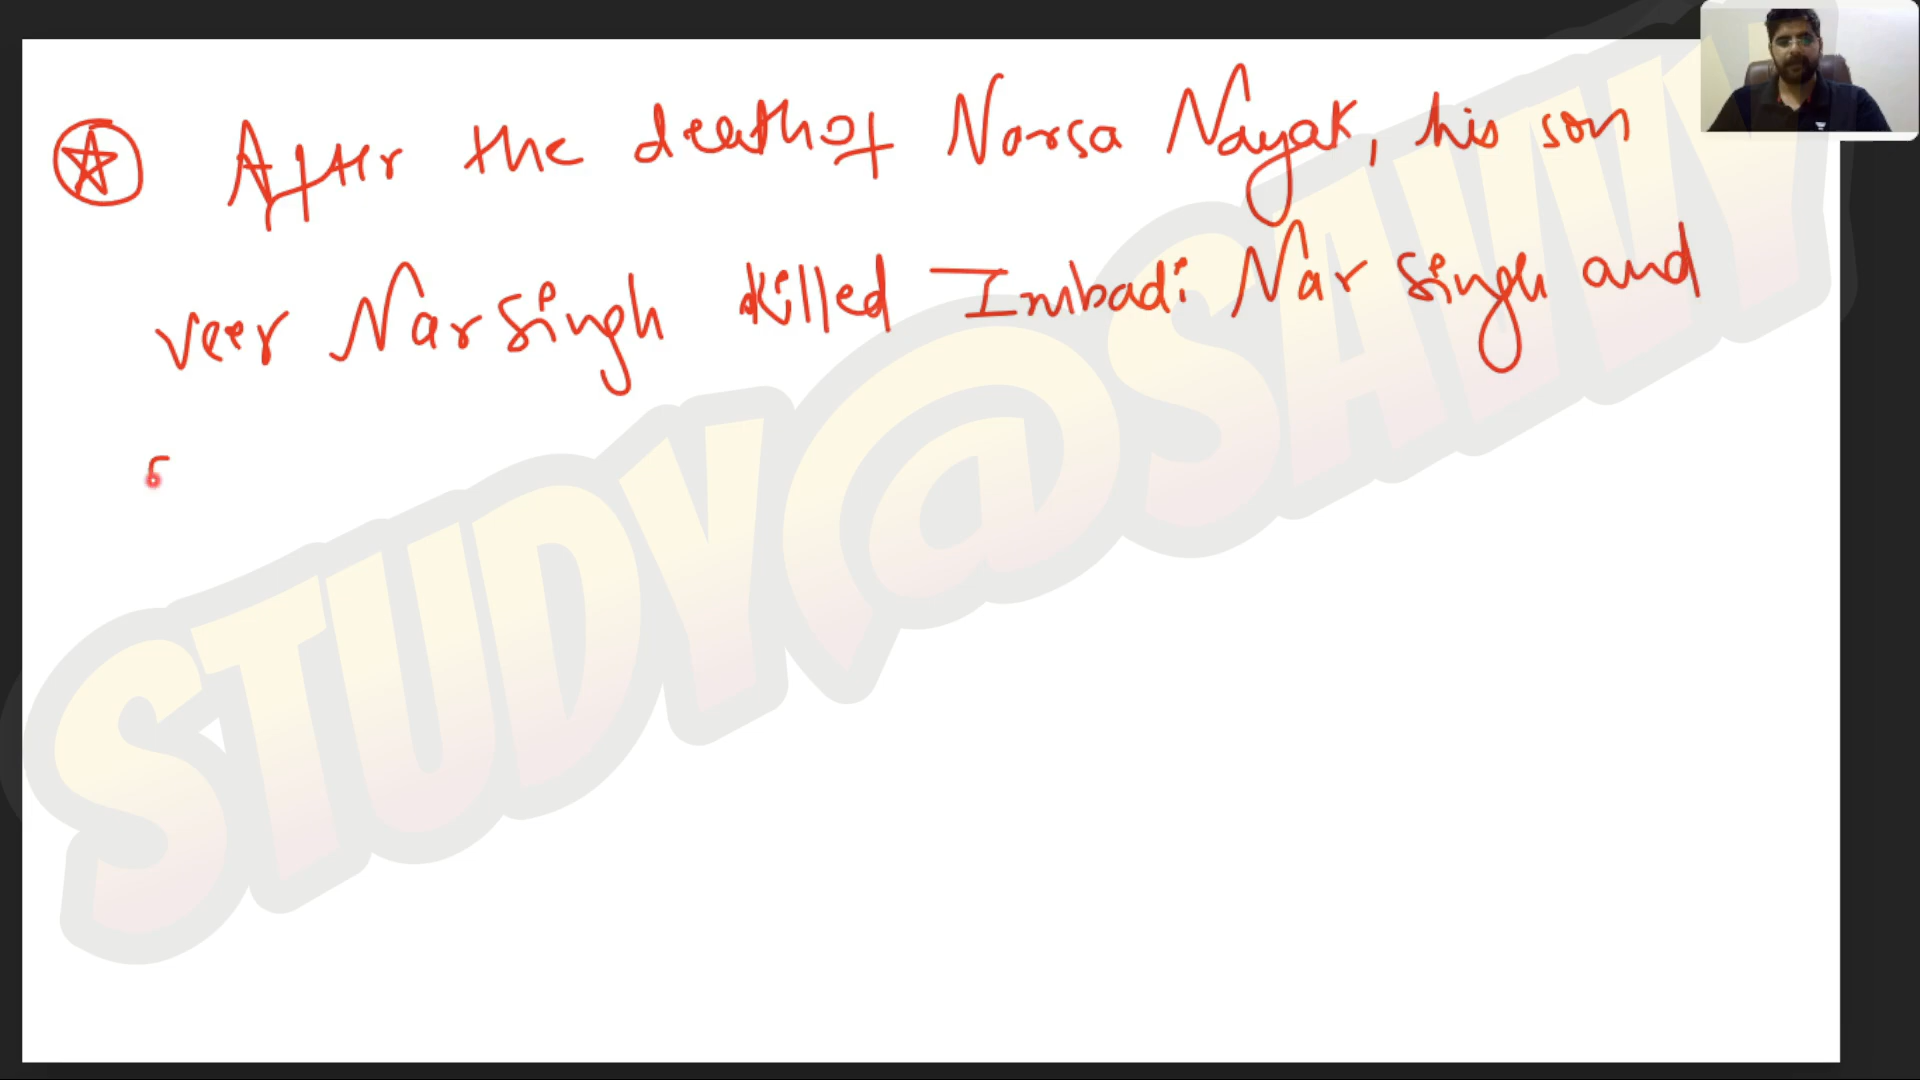 After the death of Narsa Nayak, his son
veer Narsingh killed Imbadi Nar singh and
STUDY@SAVVY